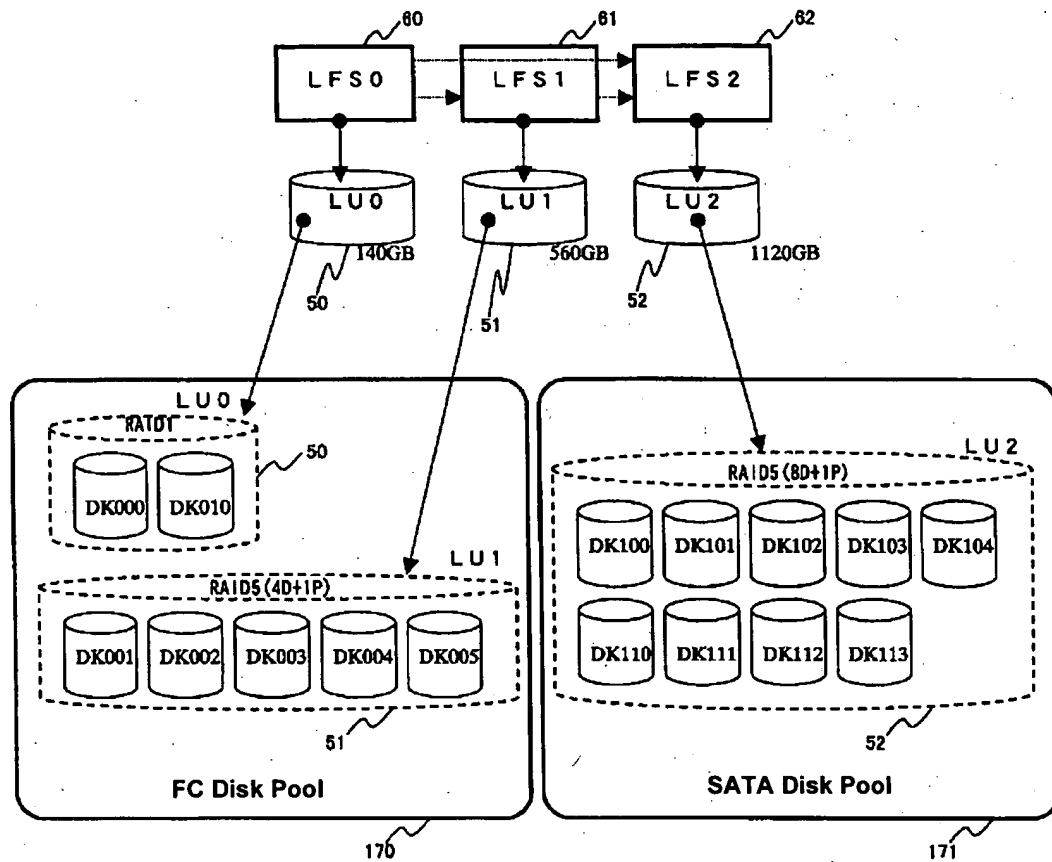 60 61 62
LFS0 LFS1 LFS2
LU0 LU1 LU2
140GB 560GB 1120GB
50 51 52
LU0
RAID1
50
DK000 DK010
LU1
RAID5(4D+1P)
DK001 DK002 DK003 DK004 DK005
51
FC Disk Pool
170
LU2
RAID5(8D+1P)
DK100 DK101 DK102 DK103 DK104
DK110 DK111 DK112 DK113
52
SATA Disk Pool
171